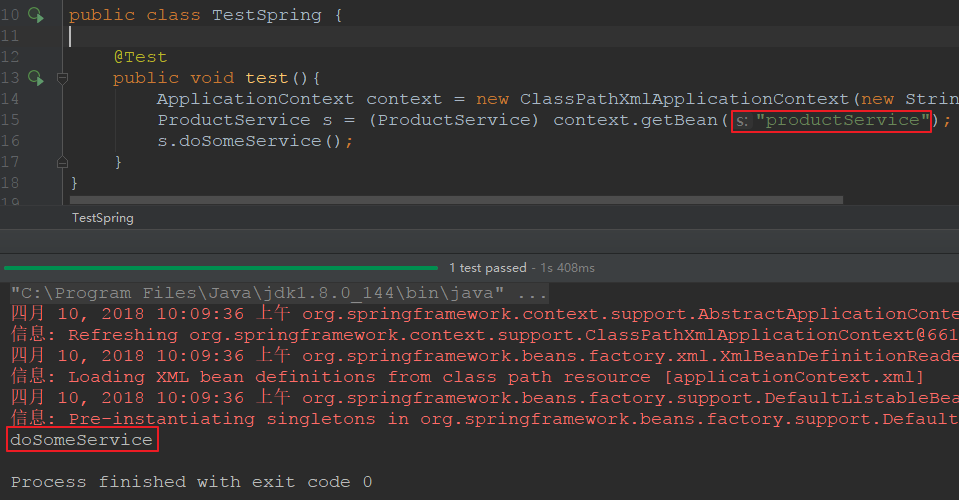 10 public class TestSpring {
11
12 @Test
13 public void test(){
14 ApplicationContext context = new ClassPathXmlApplicationContext(new Strin
15 ProductService s = (ProductService) context.getBean( s: "productService");
16 s.doSomeService();
17 }
18 }
19
TestSpring
1 test passed - 1s 408ms
"C:\Program Files\Java\jdk1.8.0_144\bin\java" ...
四月 10, 2018 10:09:36 上午 org.springframework.context.support.AbstractApplicationConte
信息: Refreshing org.springframework.context.support.ClassPathXmlApplicationContext@661
四月 10, 2018 10:09:36 上午 org.springframework.beans.factory.xml.XmlBeanDefinitionReade
信息: Loading XML bean definitions from class path resource [applicationContext.xml]
四月 10, 2018 10:09:36 上午 org.springframework.beans.factory.support.DefaultListableBea
信息: Pre-instantiating singletons in org.springframework.beans.factory.support.Default
doSomeService
Process finished with exit code 0